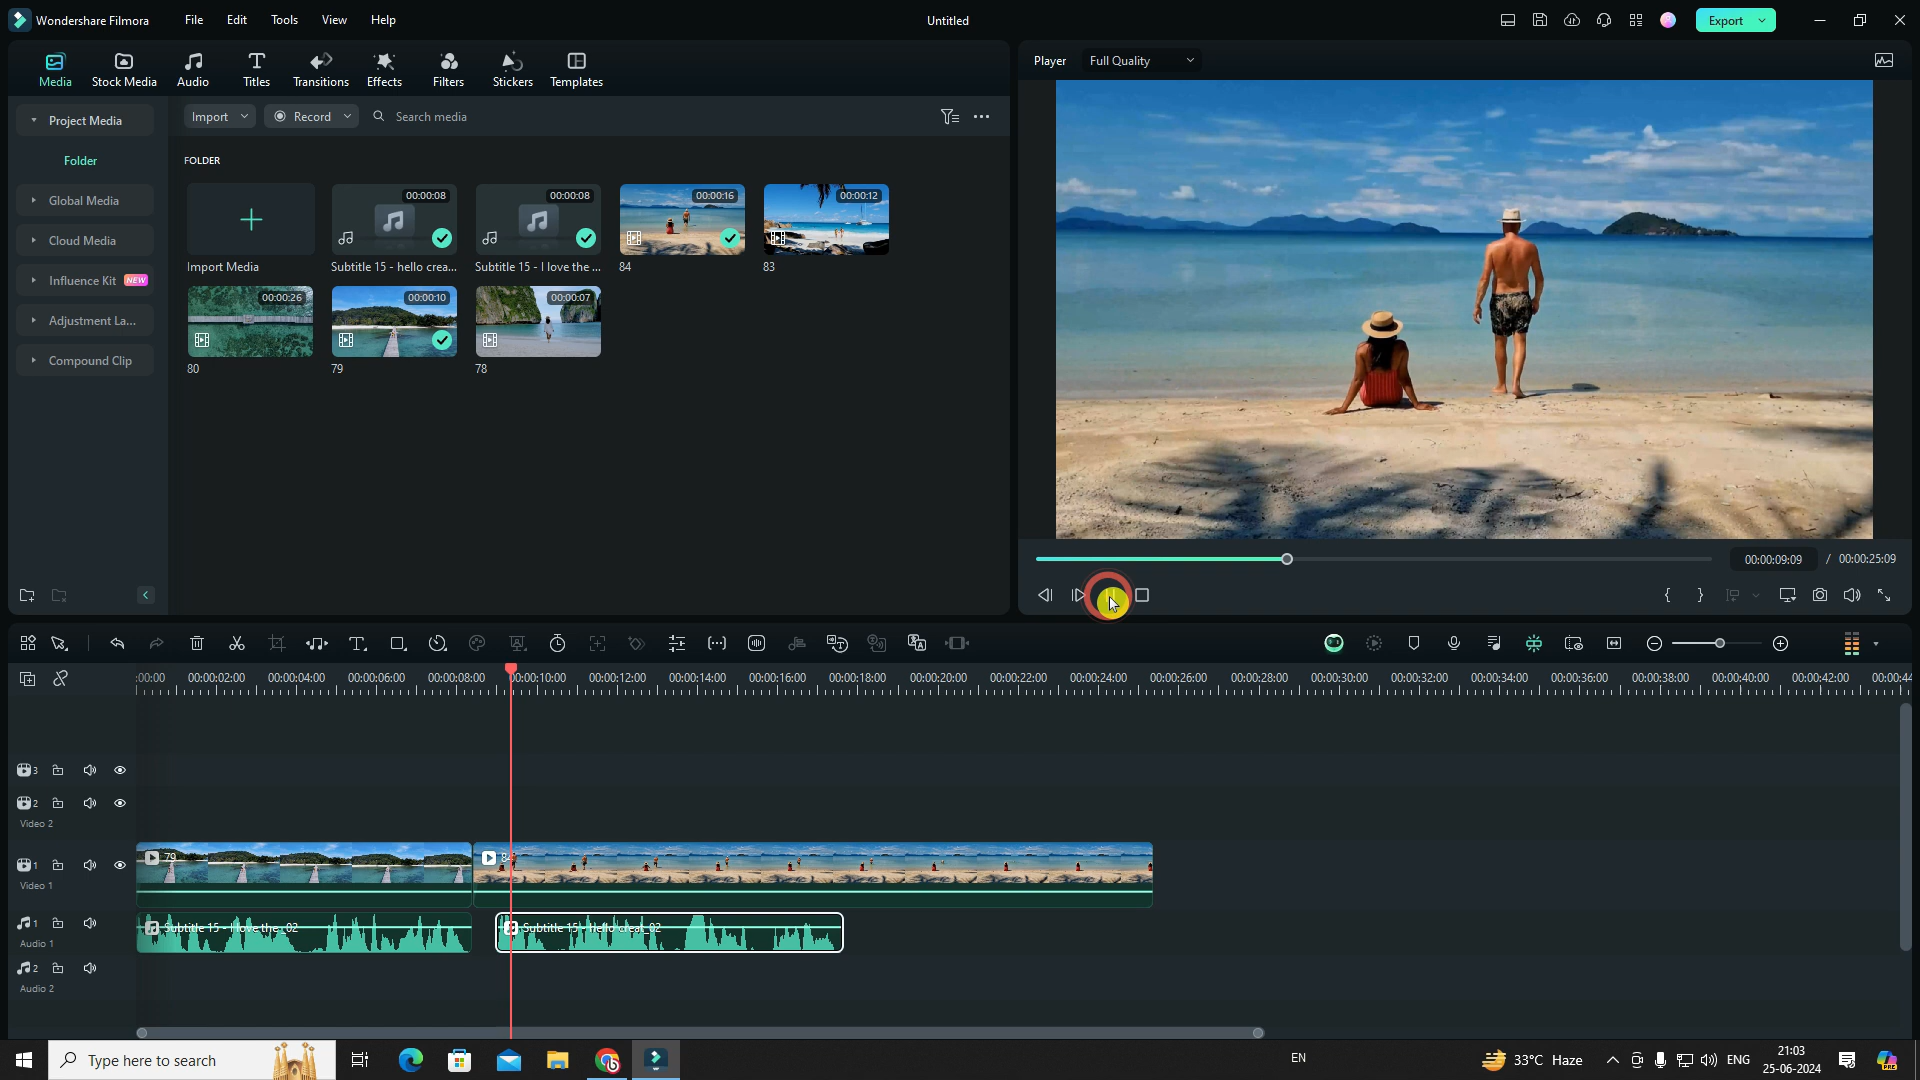 Wondershare Filmora
File Edit Tools View Help
Untitled
Export
Media
Stock Media
Audio
Titles
Transitions
Effects
Filters
Stickers
Templates
Player Full Quality
Project Media
Folder
Global Media
Cloud Media
Influence Kit NEW
Adjustment La...
Compound Clip
Import Record Search media
FOLDER
Import Media
00:00:08
Subtitle 15 - hello crea...
00:00:08
Subtitle 15 - I love the ...
00:00:16
84
00:00:12
83
00:00:26
80
00:00:10
79
00:00:07
78
00:00:09:09 / 00:00:25:09
:00:00 00:00:02:00 00:00:04:00 00:00:06:00 00:00:08:00 00:00:10:00 00:00:12:00 00:00:14:00 00:00:16:00 00:00:18:00 00:00:20:00 00:00:22:00 00:00:24:00 00:00:26:00 00:00:28:00 00:00:30:00 00:00:32:00 00:00:34:00 00:00:36:00 00:00:38:00 00:00:40:00 00:00:42:00 00:00:44
3
2
Video 2
1
Video 1
79
84
1
Audio 1
Subtitle 15 - I love the_02
Subtitle 15 - hello creat_02
2
Audio 2
Type here to search
EN
33°C Haze
ENG
21:03
25-06-2024
PRE